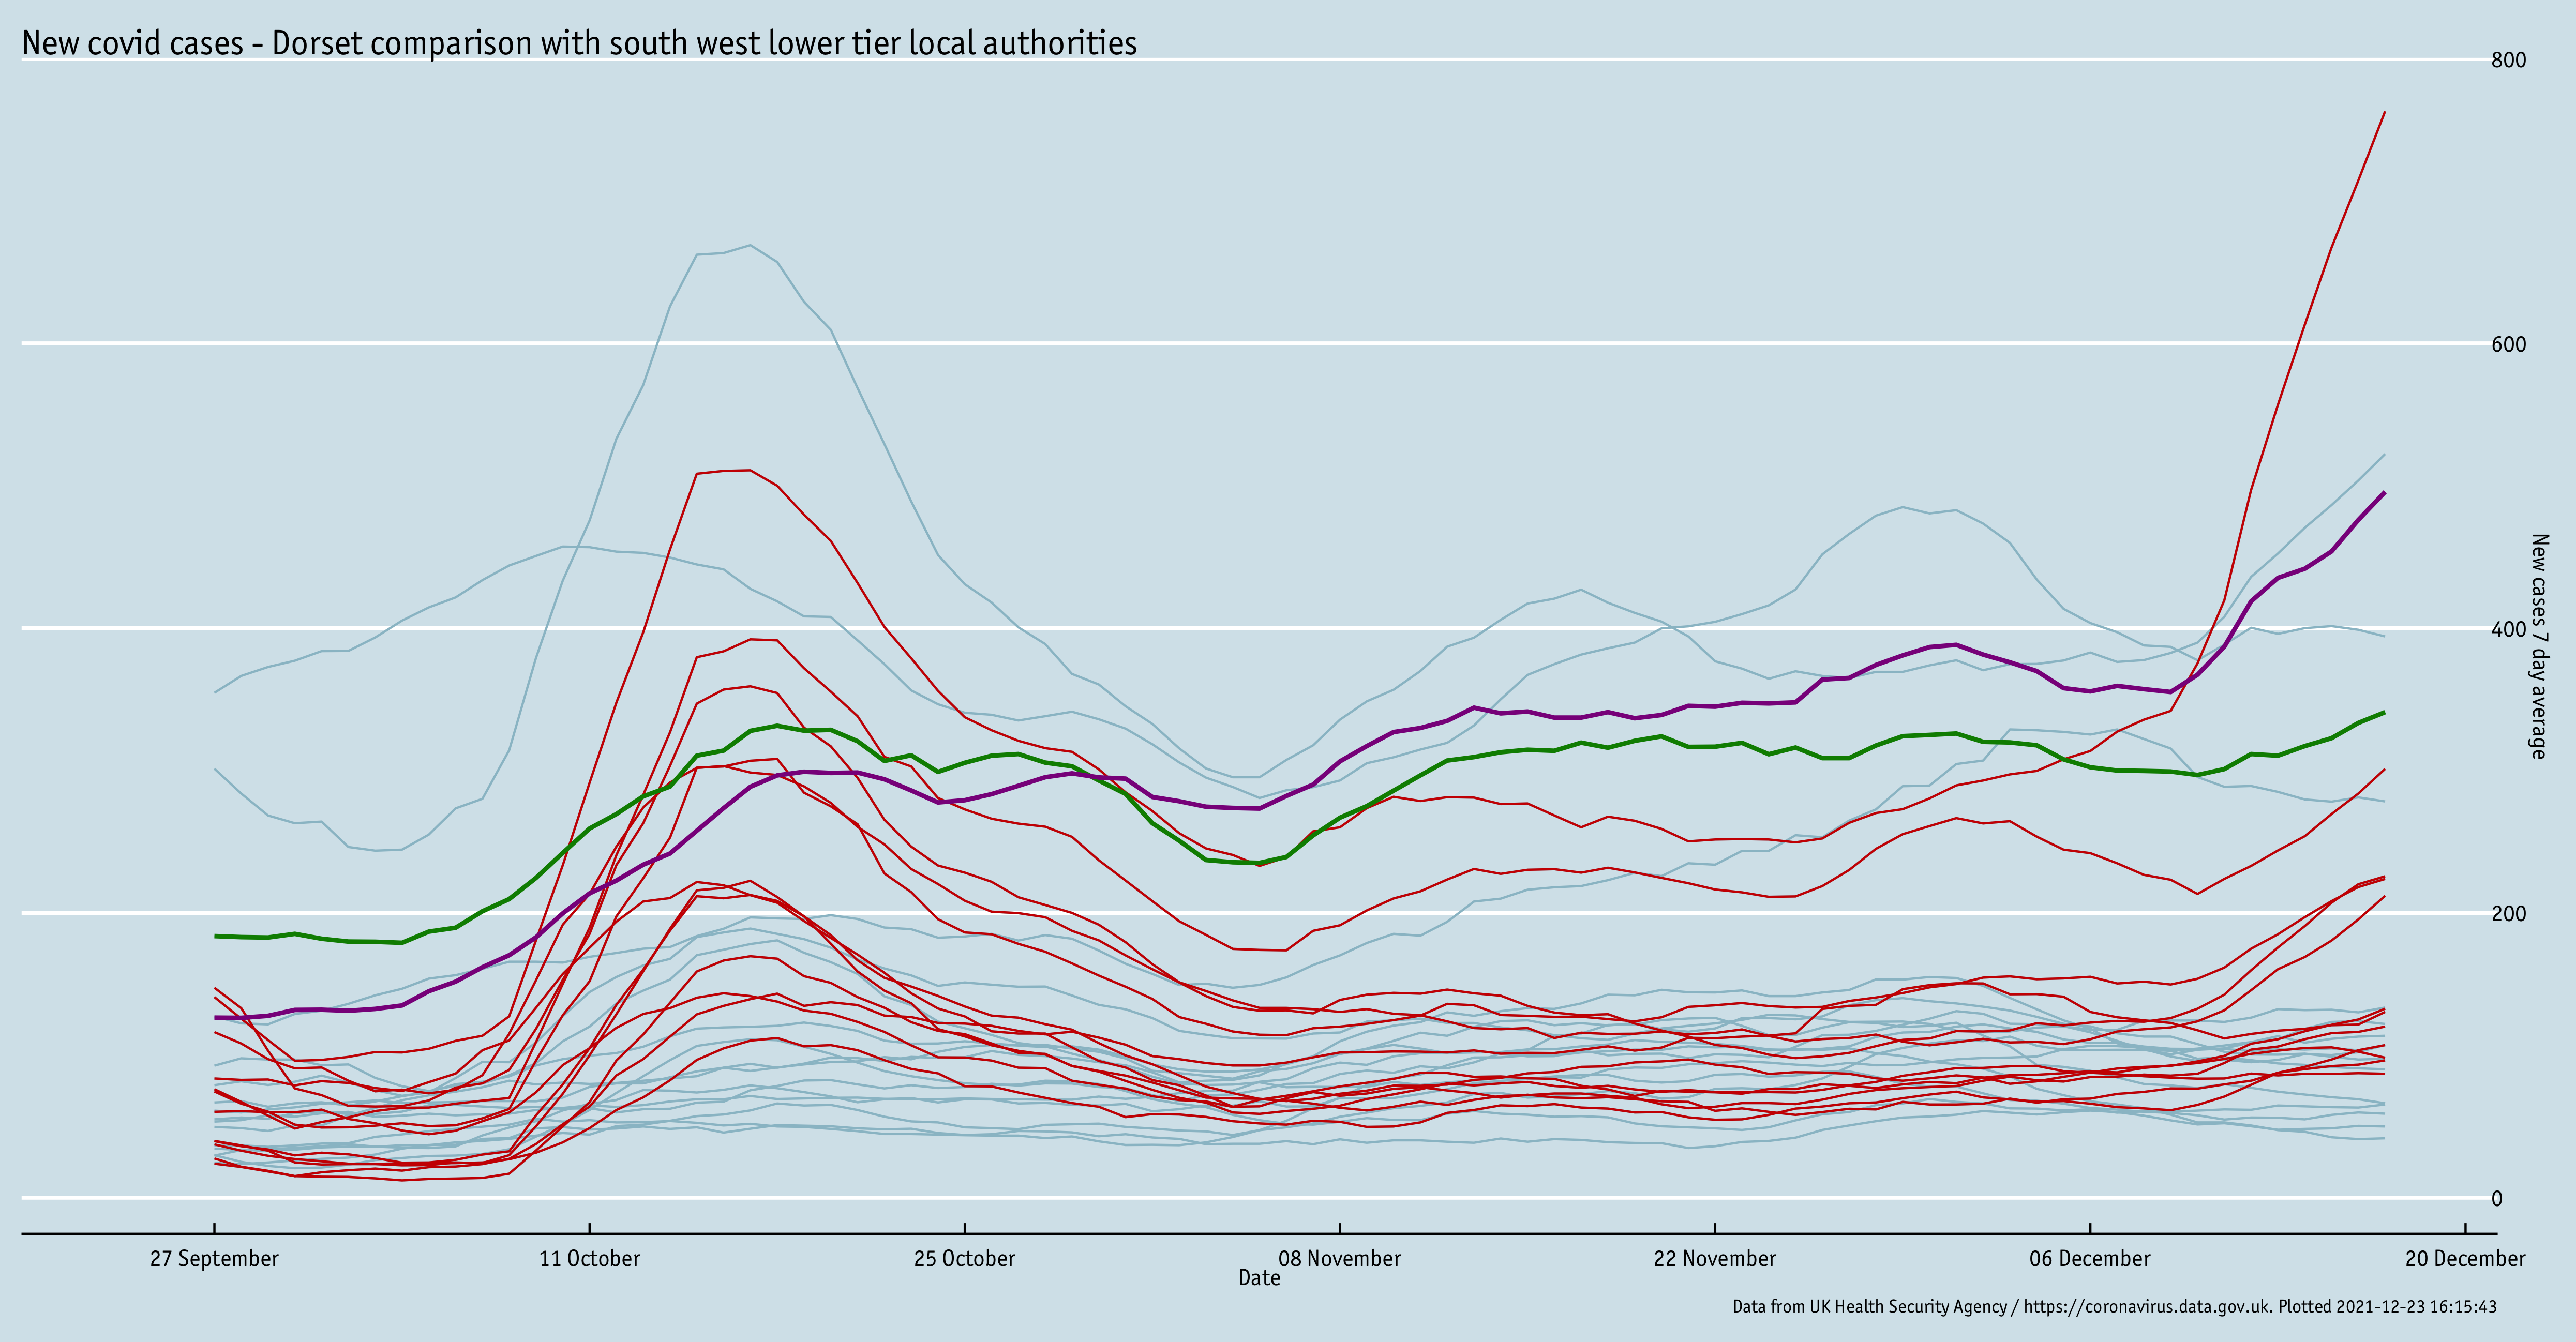 New covid cases - Dorset comparison with south west lower tier local authorities
800
600
400
200
0
New cases 7 day average
27 September 11 October 25 October 08 November 22 November 06 December 20 December
Date
Data from UK Health Security Agency / https://coronavirus.data.gov.uk. Plotted 2021-12-23 16:15:43